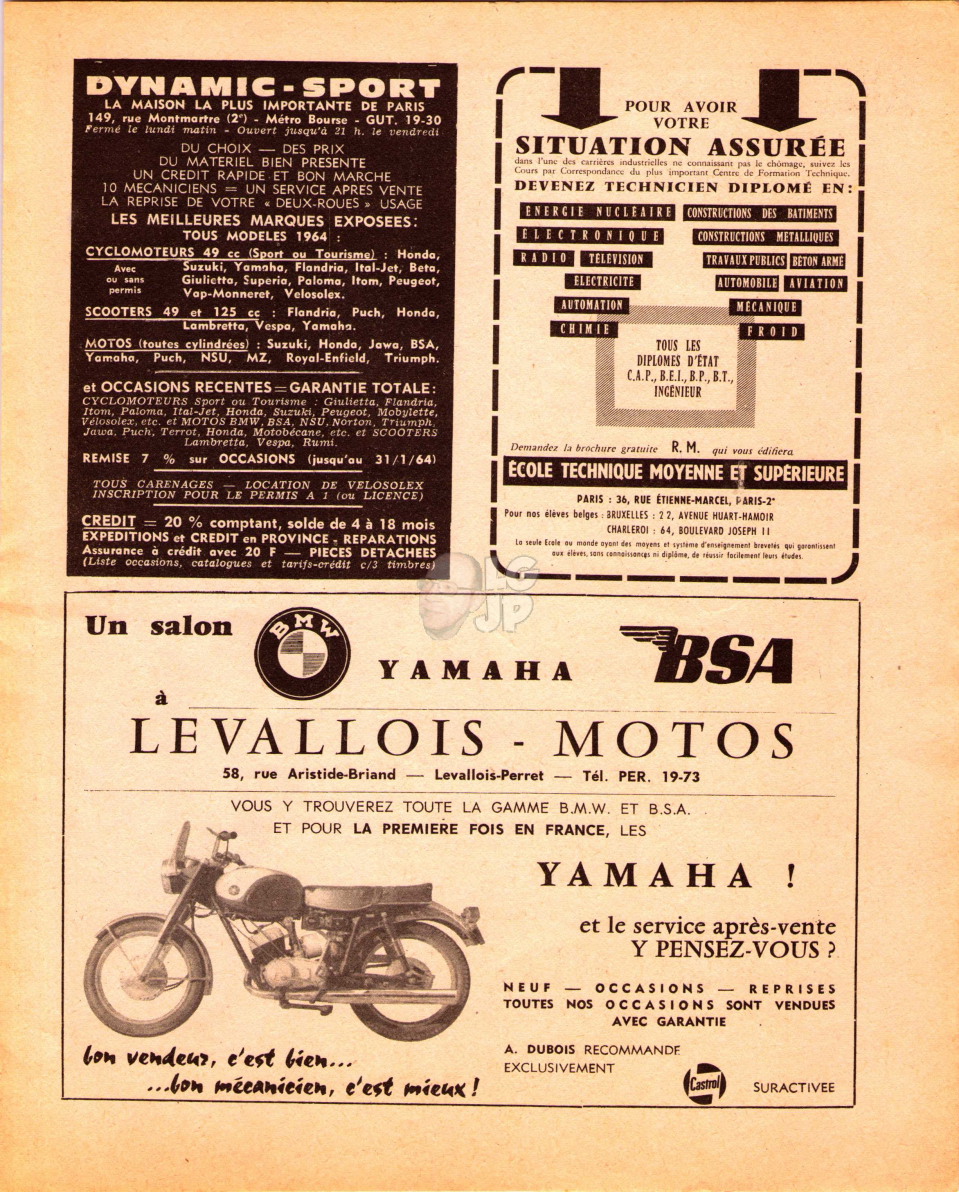 DYNAMIC-SPORT
LA MAISON LA PLUS IMPORTANTE DE PARIS
149, rue Montmartre (2e) - Métro Bourse - GUT. 19-30
Fermé le lundi matin - Ouvert jusqu'à 21 h. le vendredi
DU CHOIX — DES PRIX
DU MATERIEL BIEN PRESENTE
UN CREDIT RAPIDE ET BON MARCHE
10 MECANICIENS = UN SERVICE APRES VENTE
LA REPRISE DE VOTRE « DEUX-ROUES » USAGE
LES MEILLEURES MARQUES EXPOSEES :
TOUS MODELES 1964 :
CYCLOMOTEURS 49 cc (Sport ou Tourisme) : Honda,
Avec ou sans permis
Suzuki, Yamaha, Flandria, Ital-Jet, Beta,
Giulietta, Superia, Paloma, Itom, Peugeot,
Vap-Monneret, Velosolex.
SCOOTERS 49 et 125 cc : Flandria, Puch, Honda,
Lambretta, Vespa, Yamaha.
MOTOS (toutes cylindrées) : Suzuki, Honda, Jawa, BSA,
Yamaha, Puch, NSU, MZ, Royal-Enfield, Triumph.
et OCCASIONS RECENTES = GARANTIE TOTALE :
CYCLOMOTEURS Sport ou Tourisme : Giulietta, Flandria,
Itom, Paloma, Ital-Jet, Honda, Suzuki, Peugeot, Mobylette,
Vélosolex, etc. et MOTOS BMW, BSA, NSU, Norton, Triumph,
Jawa, Puch, Terrot, Honda, Motobécane, etc. et SCOOTERS
Lambretta, Vespa, Rumi.
REMISE 7 % sur OCCASIONS (jusqu'au 31/1/64)
TOUS CARENAGES — LOCATION DE VELOSOLEX
INSCRIPTION POUR LE PERMIS A 1 (ou LICENCE)
CREDIT = 20 % comptant, solde de 4 à 18 mois
EXPEDITIONS et CREDIT en PROVINCE - REPARATIONS
Assurance à crédit avec 20 F — PIECES DETACHEES
(Liste occasions, catalogues et tarifs-crédit c/3 timbres)
POUR AVOIR
VOTRE
SITUATION ASSURÉE
dans l'une des carrières industrielles ne connaissant pas le chômage, suivez les
Cours par Correspondance du plus important Centre de Formation Technique.
DEVENEZ TECHNICIEN DIPLOMÉ EN :
ÉNERGIE NUCLÉAIRE CONSTRUCTIONS DES BATIMENTS
ÉLECTRONIQUE CONSTRUCTIONS METALLIQUES
RADIO TÉLÉVISION TRAVAUX PUBLICS BÉTON ARMÉ
ÉLECTRICITE AUTOMOBILE AVIATION
AUTOMATION MÉCANIQUE
CHIMIE FROID
TOUS LES
DIPLOMES D'ÉTAT
C.A.P., B.E.I., B.P., B.T.,
INGÉNIEUR
Demandez la brochure gratuite R.M. qui vous édifiera
ÉCOLE TECHNIQUE MOYENNE ET SUPÉRIEURE
PARIS : 36, RUE ÉTIENNE-MARCEL, PARIS-2e
Pour nos élèves belges : BRUXELLES : 22, AVENUE HUART-HAMOIR
CHARLEROI : 64, BOULEVARD JOSEPH II
La seule Ecole au monde ayant des moyens et système d'enseignement brevetés qui garantissent
aux élèves, sans connaissances ni diplôme, de réussir facilement leurs études.
LG
JP
Un salon
BMW
YAMAHA
BSA
à
LEVALLOIS - MOTOS
58, rue Aristide-Briand — Levallois-Perret — Tél. PER. 19-73
VOUS Y TROUVEREZ TOUTE LA GAMME B.M.W. ET B.S.A.
ET POUR LA PREMIERE FOIS EN FRANCE, LES
YAMAHA !
et le service après-vente
Y PENSEZ-VOUS ?
NEUF — OCCASIONS — REPRISES
TOUTES NOS OCCASIONS SONT VENDUES
AVEC GARANTIE
bon vendeur, c'est bien...
...bon mécanicien, c'est mieux !
A. DUBOIS RECOMMANDE
EXCLUSIVEMENT
Castrol
SURACTIVEE